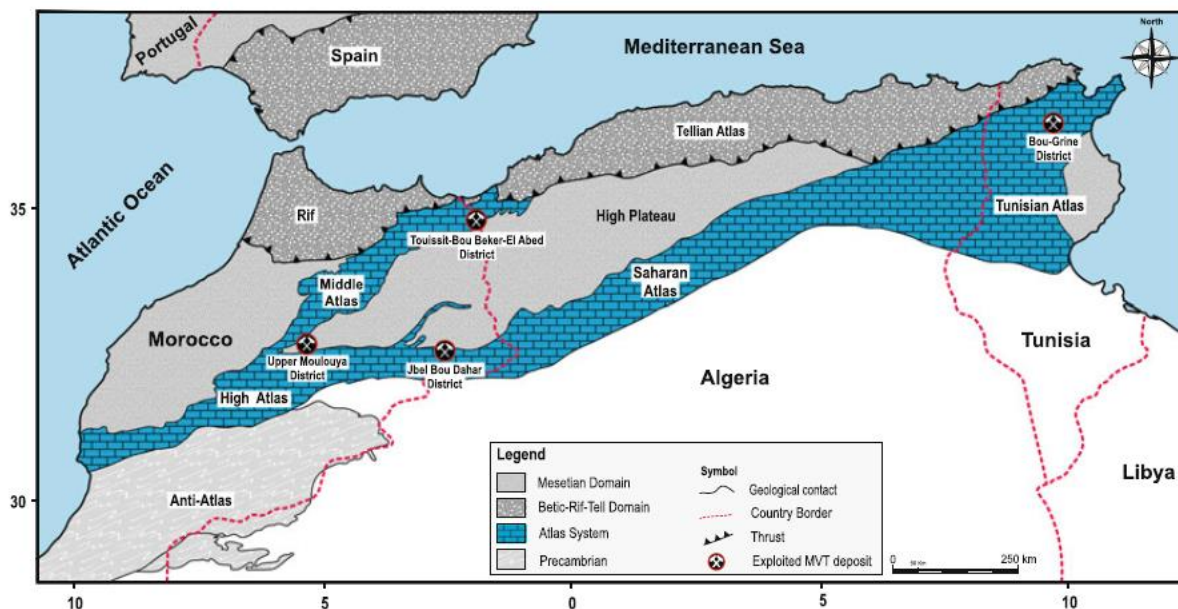 Portugal
Spain
Mediterranean Sea
North
Atlantic Ocean
Tellian Atlas
Bou-Grine
District
35
Rif
High Plateau
Tunisian Atlas
Touissit-Bou Beker-El Abed
District
Middle
Atlas
Saharan
Atlas
Morocco
Tunisia
Upper Moulouya
District
Jbel Bou Dahar
District
Algeria
High Atlas
Libya
30
Anti-Atlas
Legend
Mesetian Domain
Betic-Rif-Tell Domain
Atlas System
Precambrian
Symbol
Geological contact
Country Border
Thrust
Exploited MVT deposit
0
50 Km
250 km
10
5
0
5
10